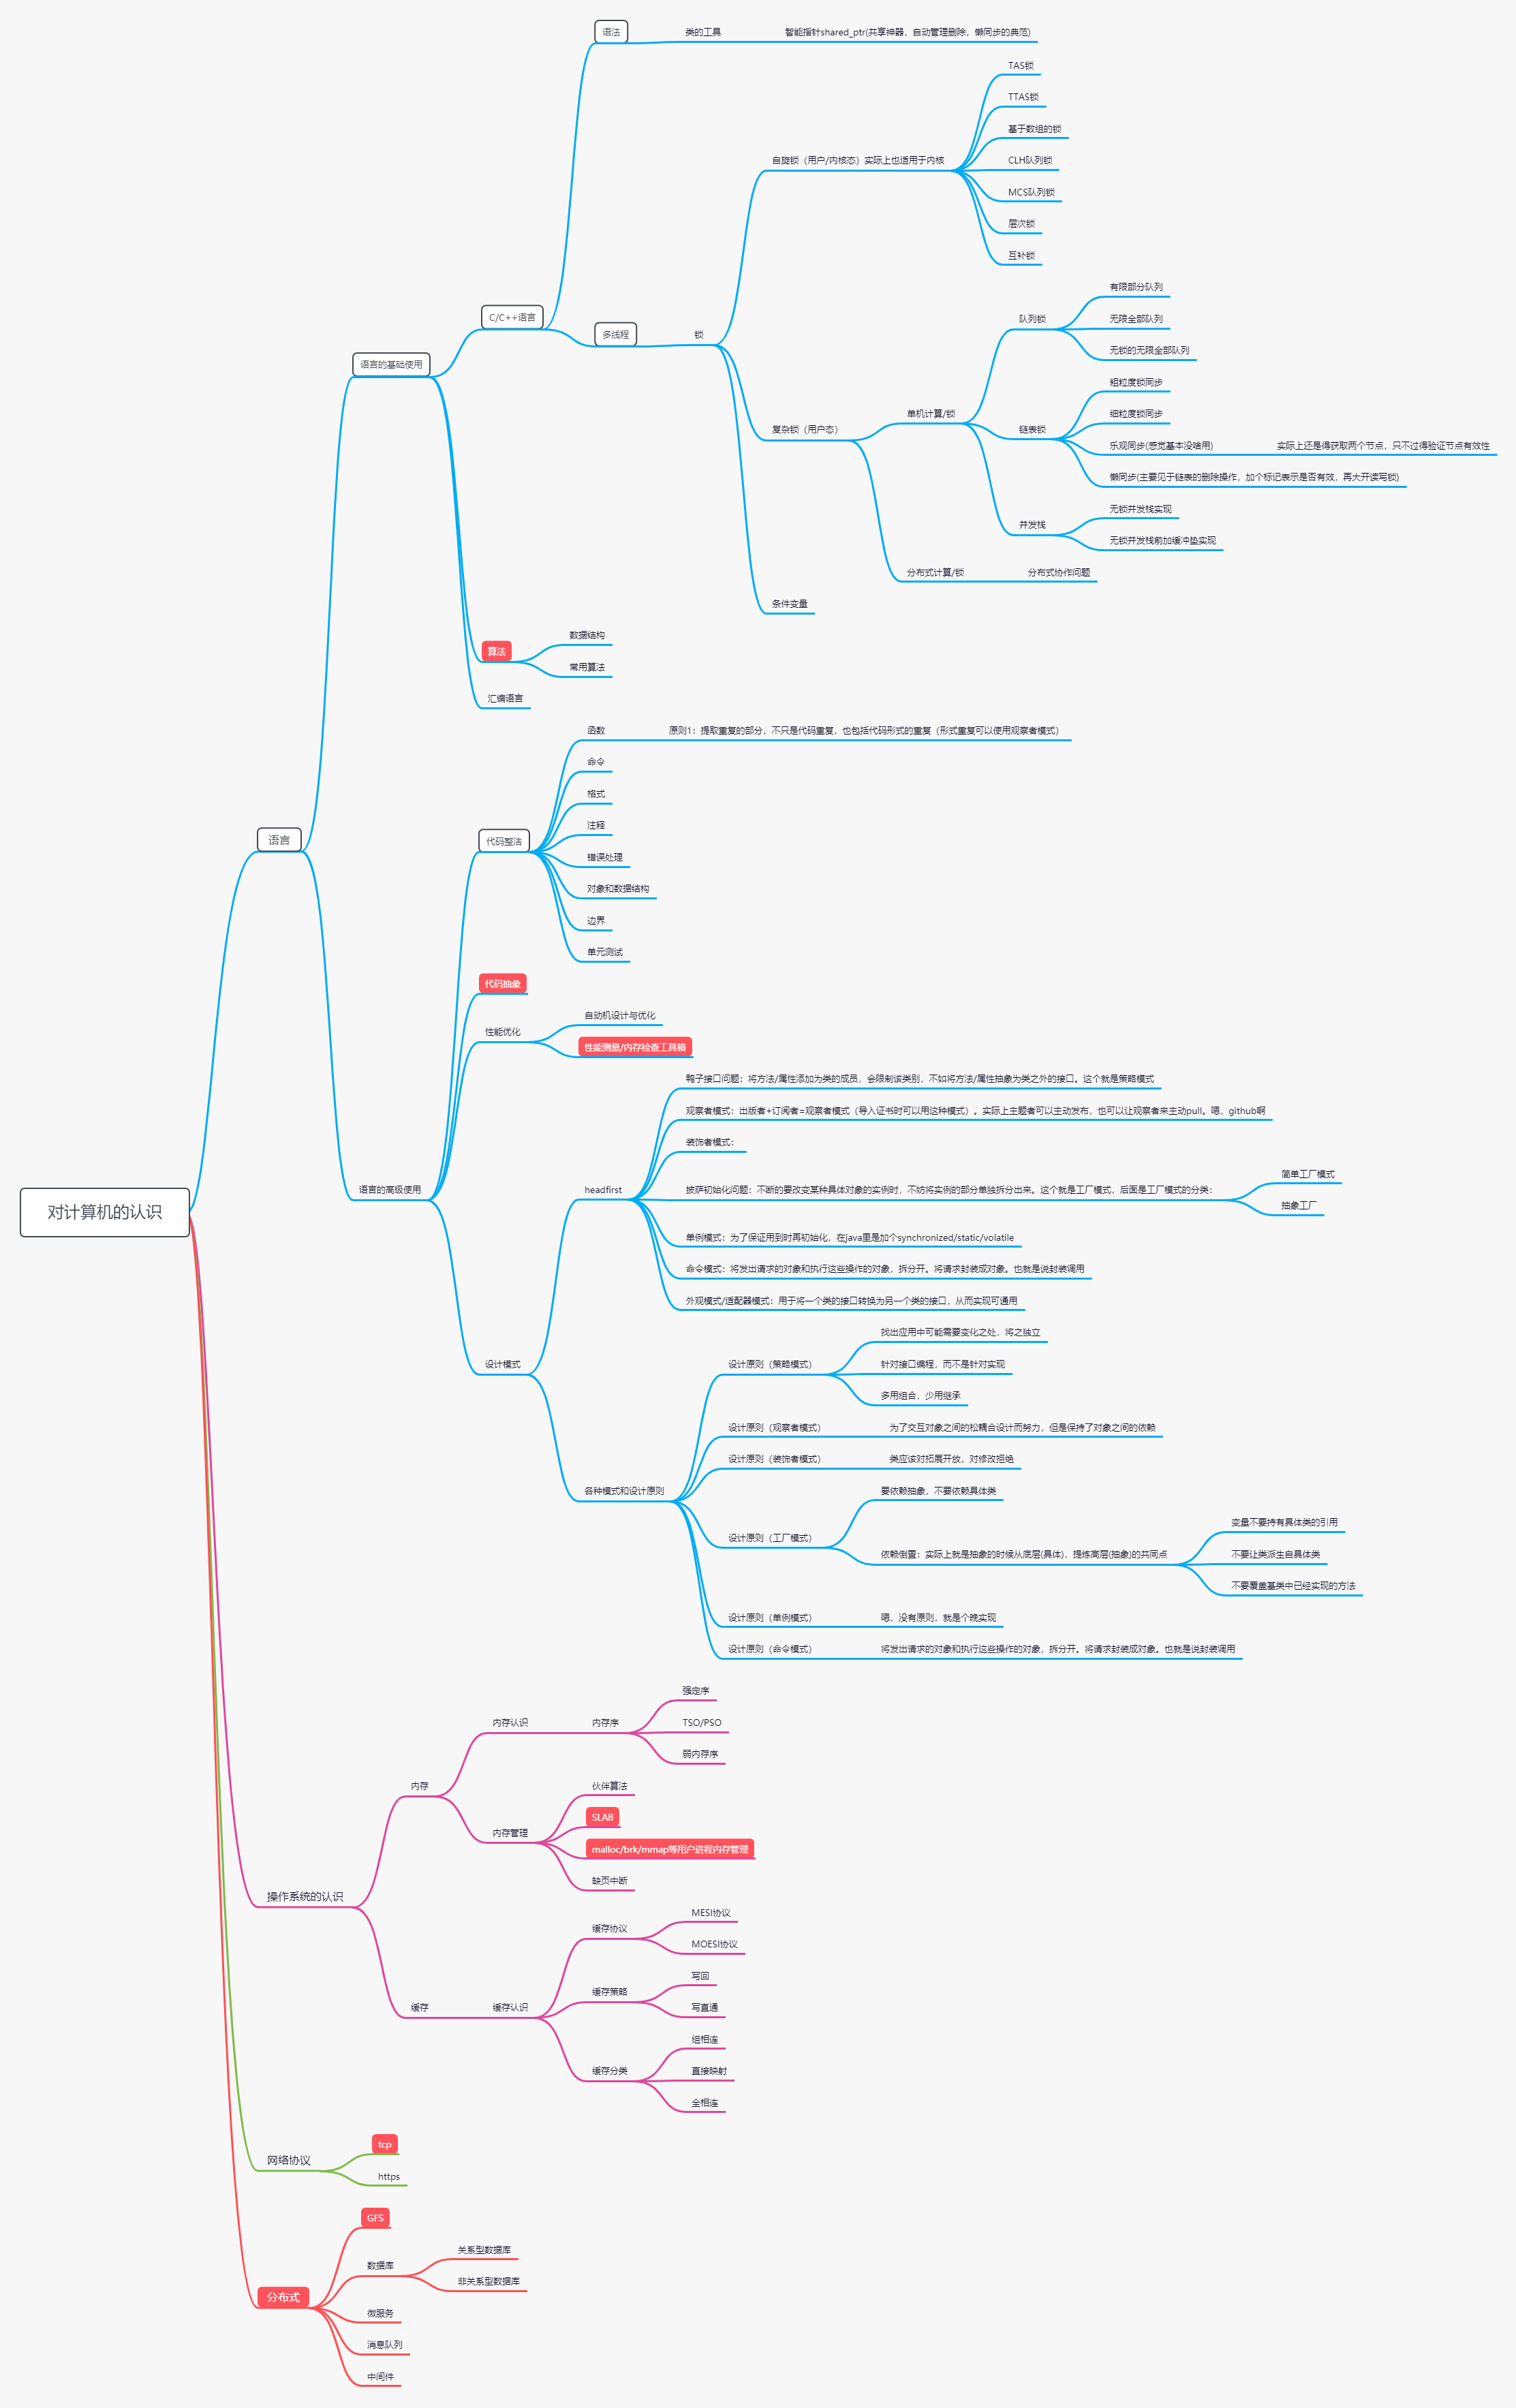 对计算机的认识
语言
语言的基础使用
C/C++语言
语法
类的工具
智能指针shared_ptr(共享神器，自动管理删除，懒同步的典范)
多线程
锁
自旋锁（用户/内核态）实际上也适用于内核
TAS锁
TTAS锁
基于数组的锁
CLH队列锁
MCS队列锁
层次锁
互补锁
复杂锁（用户态）
单机计算/锁
队列锁
有限部分队列
无限全部队列
无锁的无限全部队列
链表锁
粗粒度锁同步
细粒度锁同步
乐观同步(感觉基本没啥用)
实际上还是得获取两个节点，只不过得验证节点有效性
懒同步(主要见于链表的删除操作，加个标记表示是否有效，再大开读写锁)
并发栈
无锁并发栈实现
无锁并发栈前加缓冲垫实现
分布式计算/锁
分布式协作问题
条件变量
算法
数据结构
常用算法
汇编语言
语言的高级使用
代码整洁
函数
原则1：提取重复的部分，不只是代码重复，也包括代码形式的重复（形式重复可以使用观察者模式）
命令
格式
注释
错误处理
对象和数据结构
边界
单元测试
代码抽象
性能优化
自动机设计与优化
性能测量/内存检查工具箱
设计模式
headfirst
鸭子接口问题：将方法/属性添加为类的成员，会限制该类别，不如将方法/属性抽象为类之外的接口。这个就是策略模式
观察者模式：出版者+订阅者=观察者模式（导入证书时可以用这种模式）。实际上主题者可以主动发布，也可以让观察者来主动pull。嗯，github啊
装饰者模式：
披萨初始化问题：不断的要改变某种具体对象的实例时，不妨将实例的部分单独拆分出来。这个就是工厂模式，后面是工厂模式的分类：
简单工厂模式
抽象工厂
单例模式：为了保证用到时再初始化，在java里是加个synchronized/static/volatile
命令模式：将发出请求的对象和执行这些操作的对象，拆分开。将请求封装成对象。也就是说封装调用
外观模式/适配器模式：用于将一个类的接口转换为另一个类的接口，从而实现可通用
各种模式和设计原则
设计原则（策略模式）
找出应用中可能需要变化之处，将之独立
针对接口编程，而不是针对实现
多用组合，少用继承
设计原则（观察者模式）
为了交互对象之间的松耦合设计而努力，但是保持了对象之间的依赖
设计原则（装饰者模式）
类应该对拓展开放，对修改拒绝
设计原则（工厂模式）
要依赖抽象，不要依赖具体类
依赖倒置：实际上就是抽象的时候从底层(具体)，提炼高层(抽象)的共同点
变量不要持有具体类的引用
不要让类派生自具体类
不要覆盖基类中已经实现的方法
设计原则（单例模式）
嗯，没有原则，就是个晚实现
设计原则（命令模式）
将发出请求的对象和执行这些操作的对象，拆分开。将请求封装成对象。也就是说封装调用
操作系统的认识
内存
内存认识
内存序
强定序
TSO/PSO
弱内存序
内存管理
伙伴算法
SLAB
malloc/brk/mmap等用户进程内存管理
缺页中断
缓存
缓存认识
缓存协议
MESI协议
MOESI协议
缓存策略
写回
写直通
缓存分类
组相连
直接映射
全相连
网络协议
tcp
https
分布式
GFS
数据库
关系型数据库
非关系型数据库
微服务
消息队列
中间件